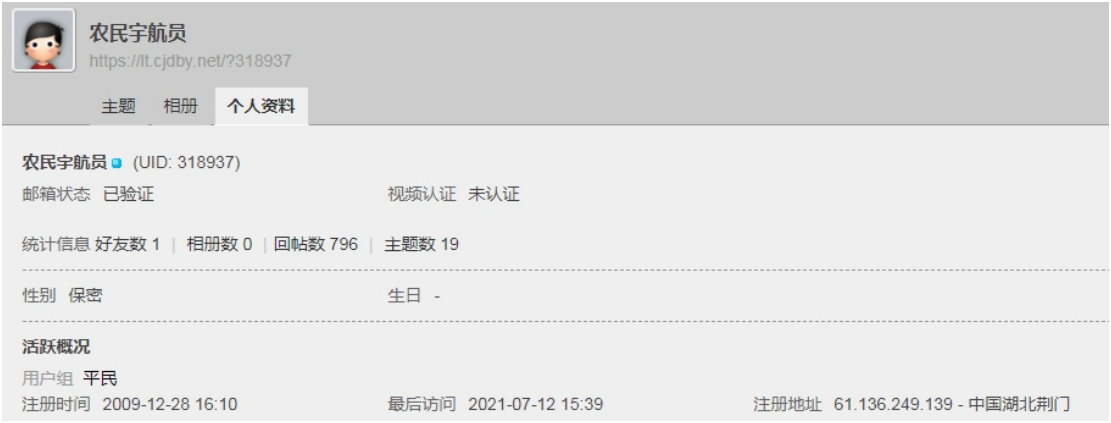 农民宇航员
https://lt.cjdby.net/?318937
主题 相册 个人资料
农民宇航员 (UID: 318937)
邮箱状态 已验证 视频认证 未认证
统计信息 好友数 1 | 相册数 0 | 回帖数 796 | 主题数 19
性别 保密 生日 -
活跃概况
用户组 平民
注册时间 2009-12-28 16:10 最后访问 2021-07-12 15:39 注册地址 61.136.249.139 - 中国湖北荆门